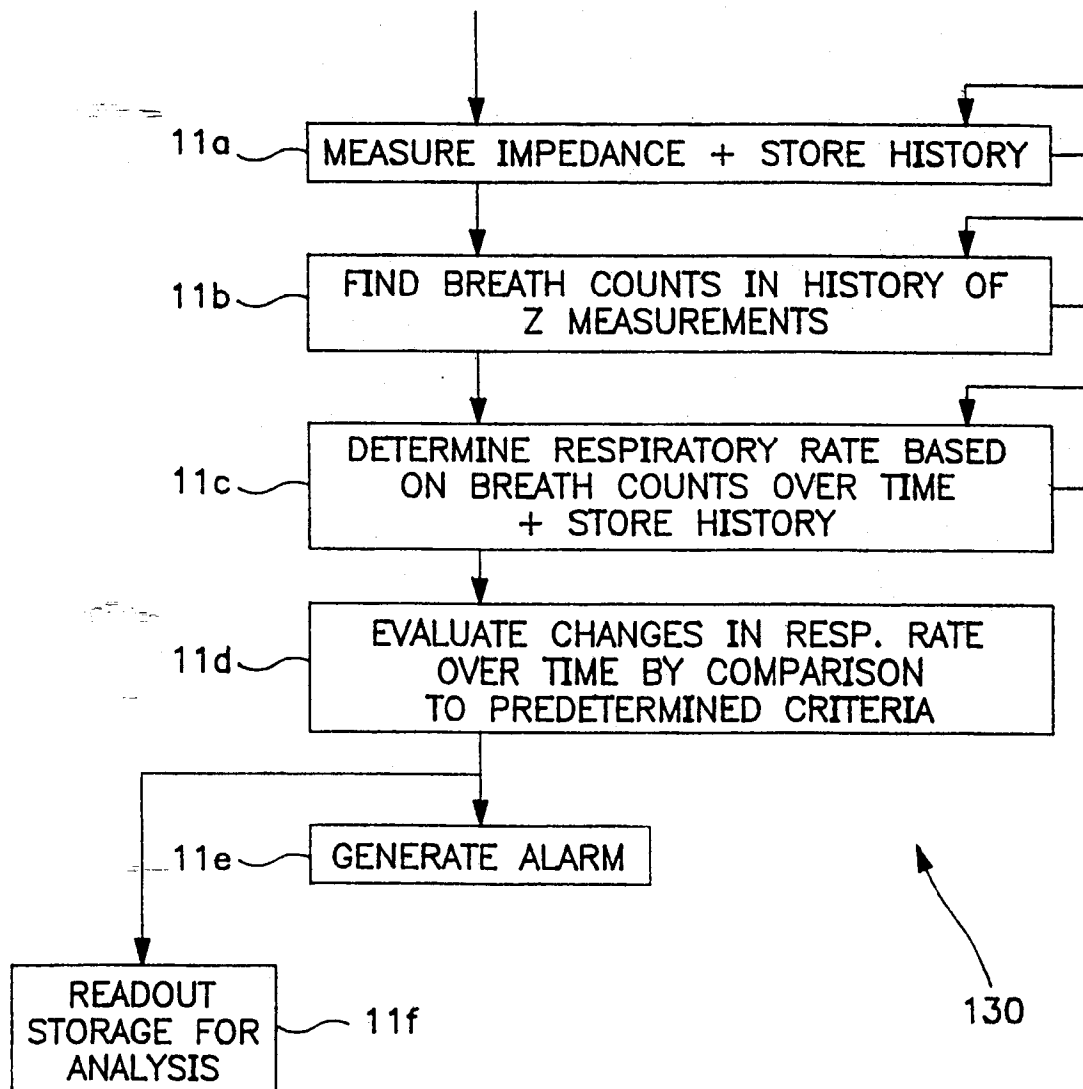 11a
MEASURE IMPEDANCE + STORE HISTORY
11b
FIND BREATH COUNTS IN HISTORY OF
Z MEASUREMENTS
11c
DETERMINE RESPIRATORY RATE BASED
ON BREATH COUNTS OVER TIME
+ STORE HISTORY
11d
EVALUATE CHANGES IN RESP. RATE
OVER TIME BY COMPARISON
TO PREDETERMINED CRITERIA
11e
GENERATE ALARM
READOUT
STORAGE FOR
ANALYSIS
11f
130